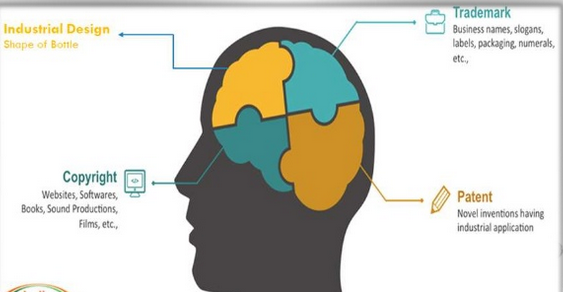 Industrial Design
Shape of Bottle
Trademark
Business names, slogans,
labels, packaging, numerals,
etc.,
Copyright
Websites, Softwares,
Books, Sound Productions,
Films, etc.,
Patent
Novel inventions having
industrial application